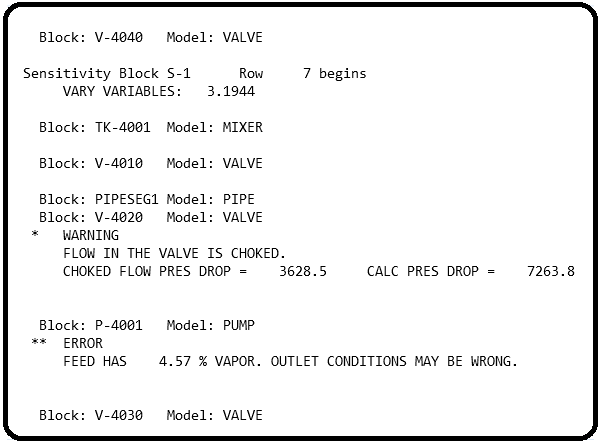 Block: V-4040   Model: VALVE
Sensitivity Block S-1      Row     7 begins
VARY VARIABLES:   3.1944
Block: TK-4001  Model: MIXER
Block: V-4010   Model: VALVE
Block: PIPESEG1 Model: PIPE
Block: V-4020   Model: VALVE
*   WARNING
FLOW IN THE VALVE IS CHOKED.
CHOKED FLOW PRES DROP =    3628.5     CALC PRES DROP =    7263.8
Block: P-4001   Model: PUMP
**  ERROR
FEED HAS    4.57 % VAPOR. OUTLET CONDITIONS MAY BE WRONG.
Block: V-4030   Model: VALVE